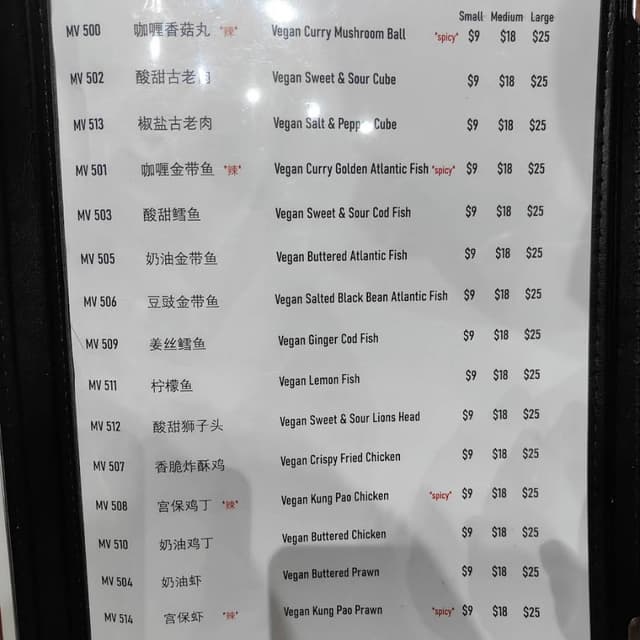 Small Medium Large
MV 500 咖喱香菇丸 *辣* Vegan Curry Mushroom Ball *spicy* $9 $18 $25
MV 502 酸甜古老肉 Vegan Sweet & Sour Cube $9 $18 $25
MV 513 椒盐古老肉 Vegan Salt & Pepper Cube $9 $18 $25
MV 501 咖喱金带鱼 *辣* Vegan Curry Golden Atlantic Fish *spicy* $9 $18 $25
MV 503 酸甜鳕鱼 Vegan Sweet & Sour Cod Fish $9 $18 $25
MV 505 奶油金带鱼 Vegan Buttered Atlantic Fish $9 $18 $25
MV 506 豆豉金带鱼 Vegan Salted Black Bean Atlantic Fish $9 $18 $25
MV 509 姜丝鳕鱼 Vegan Ginger Cod Fish $9 $18 $25
MV 511 柠檬鱼 Vegan Lemon Fish $9 $18 $25
MV 512 酸甜狮子头 Vegan Sweet & Sour Lions Head $9 $18 $25
MV 507 香脆炸酥鸡 Vegan Crispy Fried Chicken $9 $18 $25
MV 508 宫保鸡丁 *辣* Vegan Kung Pao Chicken *spicy* $9 $18 $25
MV 510 奶油鸡丁 Vegan Buttered Chicken $9 $18 $25
MV 504 奶油虾 Vegan Buttered Prawn $9 $18 $25
MV 514 宫保虾 *辣* Vegan Kung Pao Prawn *spicy* $9 $18 $25